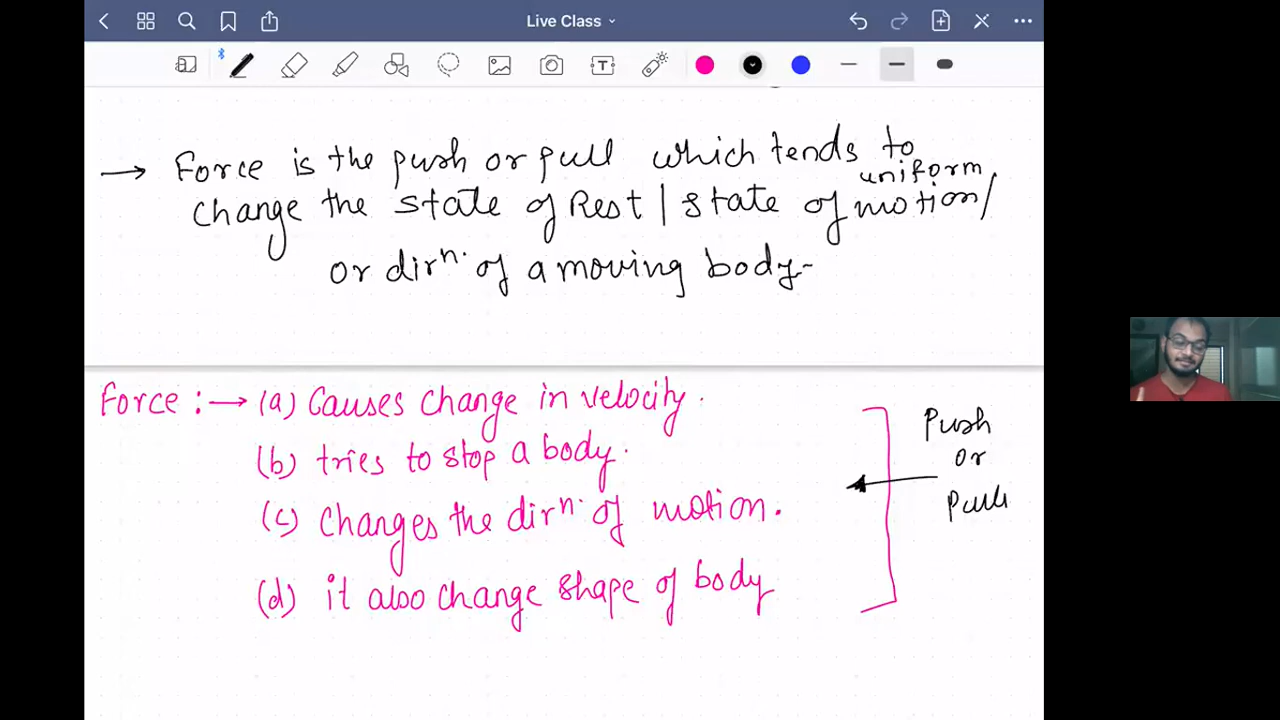 Live Class
→ Force is the push or pull which tends to
uniform
change the state of Rest | state of motion/
or dirⁿ. of a moving body-
Force :→ (a) Causes change in velocity.
(b) tries to stop a body.
(c) Changes the dirⁿ. of motion.
(d) it also change shape of body
Push
or
Pull